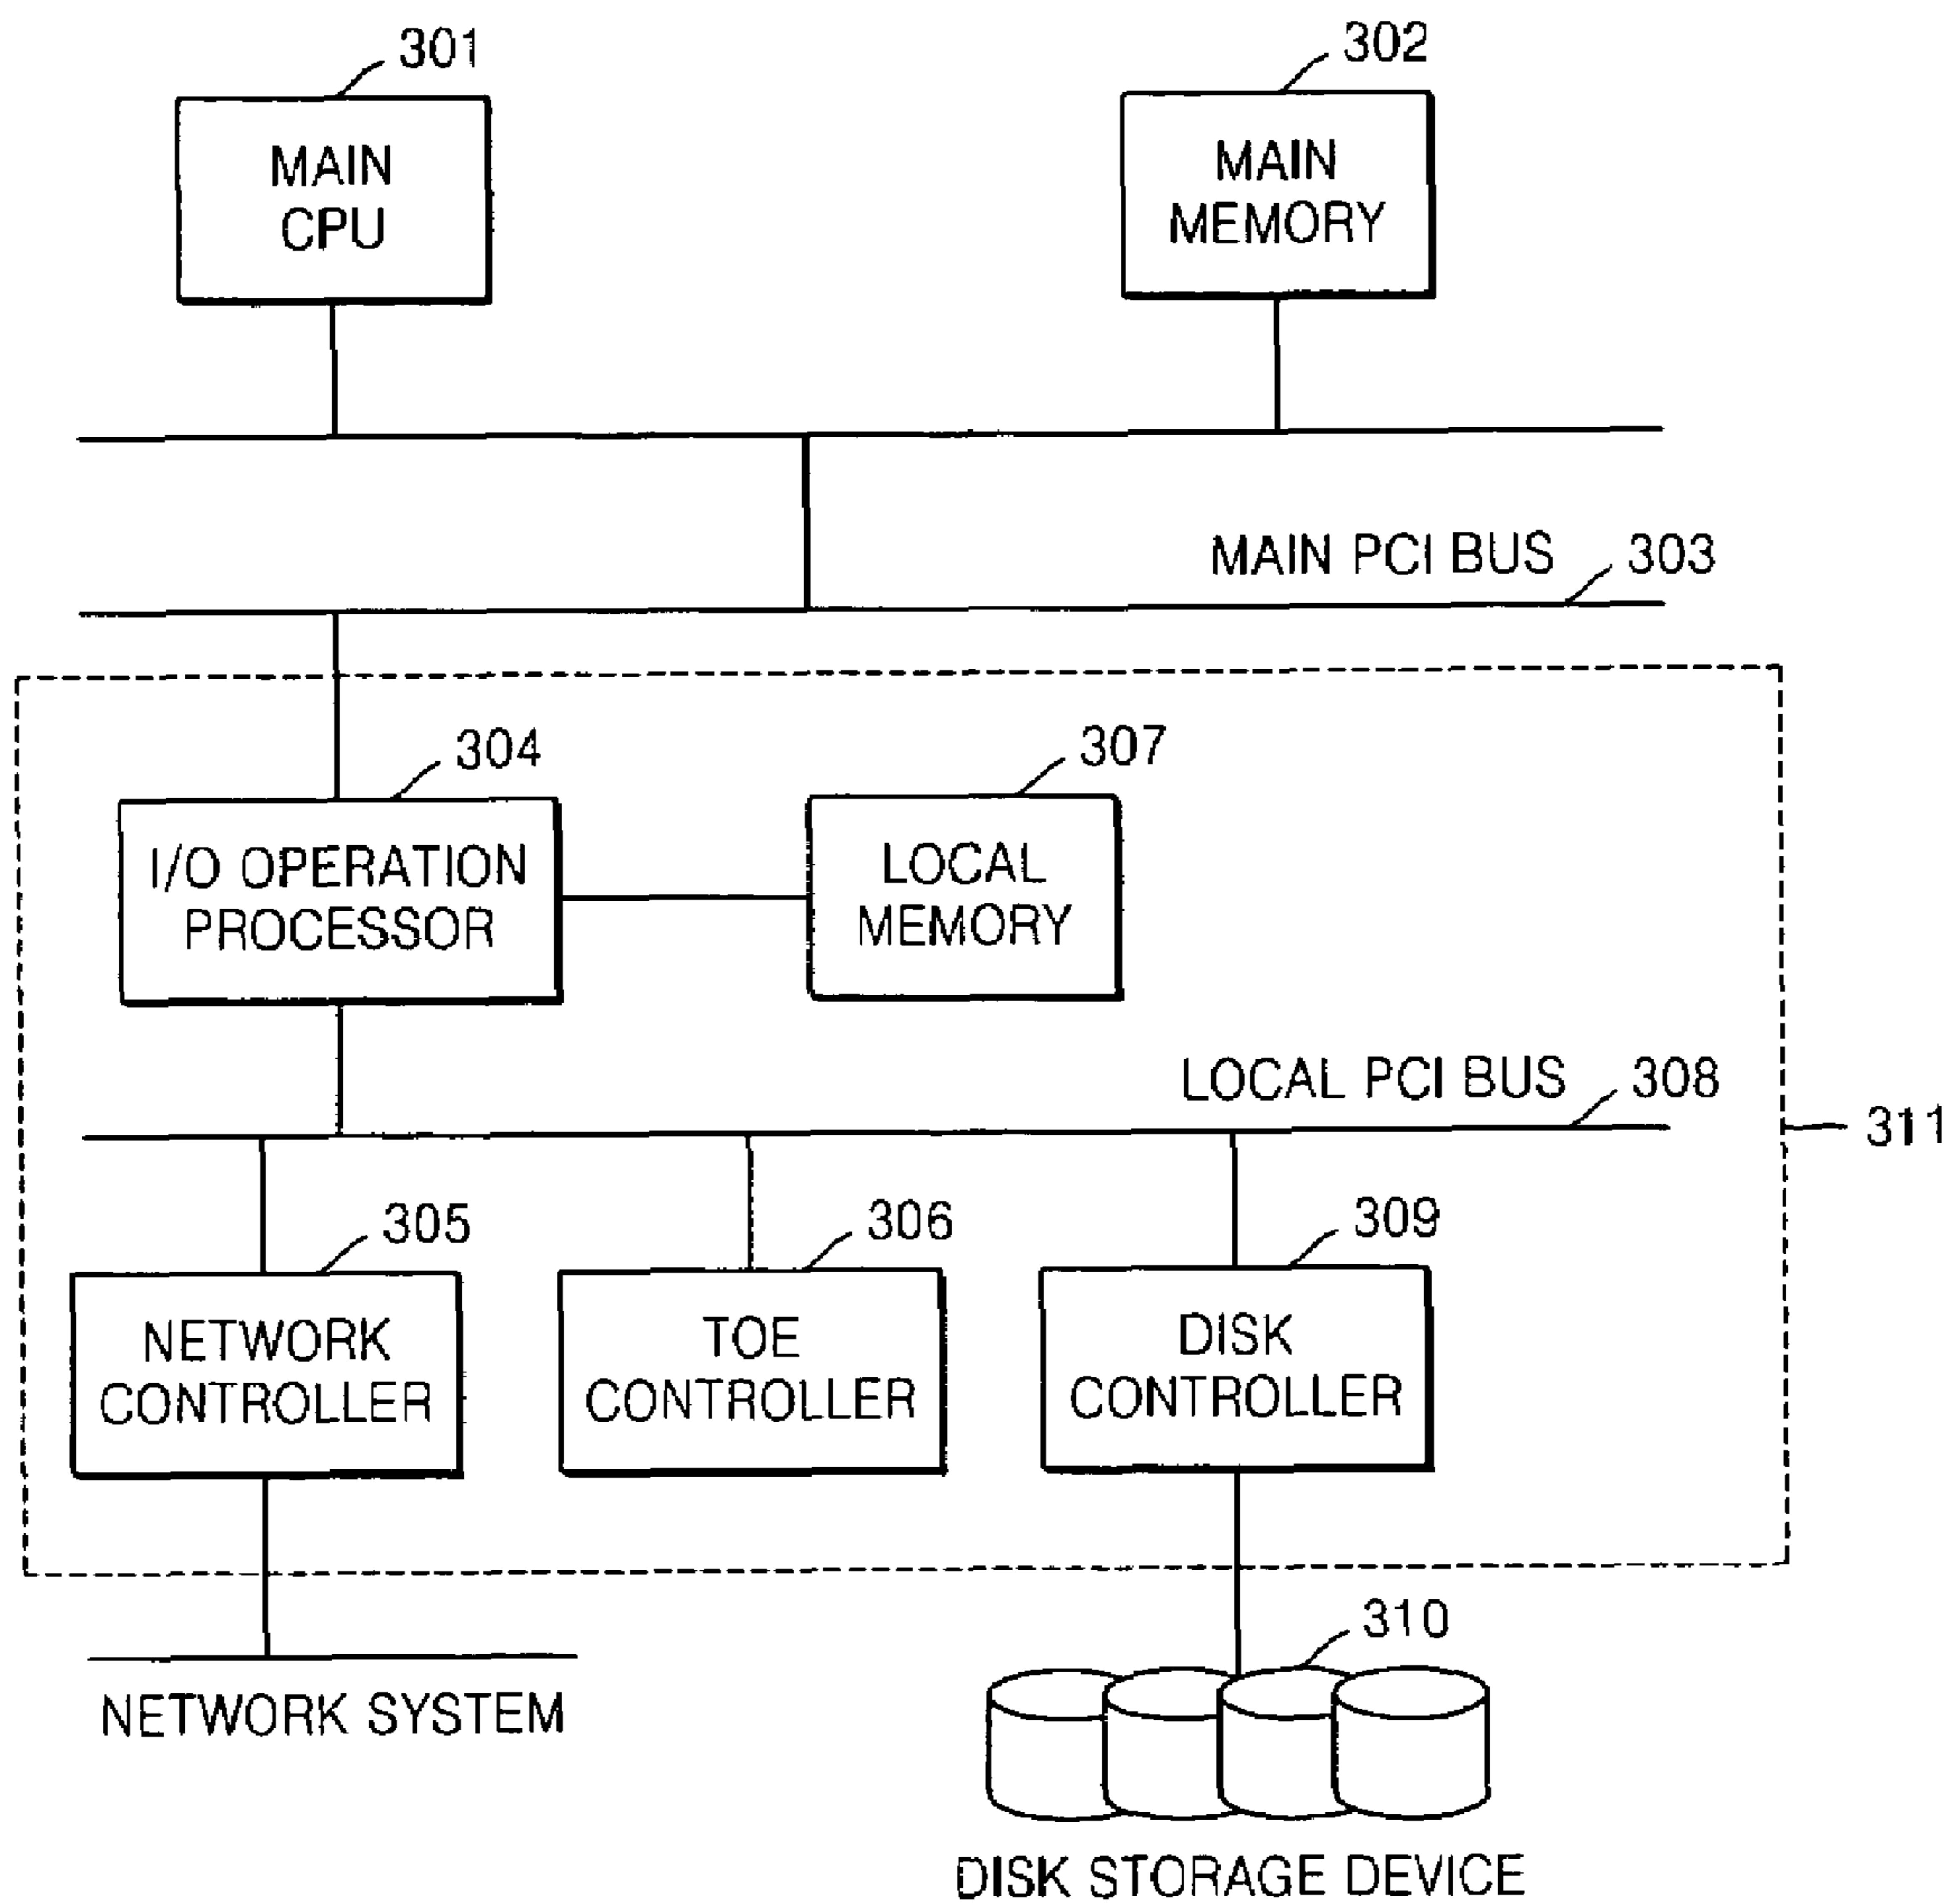 301
302
MAIN
CPU
MAIN
MEMORY
MAIN PCI BUS
303
304
307
I/O OPERATION
PROCESSOR
LOCAL
MEMORY
LOCAL PCI BUS
308
311
305
306
309
NETWORK
CONTROLLER
TOE
CONTROLLER
DISK
CONTROLLER
310
NETWORK SYSTEM
DISK STORAGE DEVICE